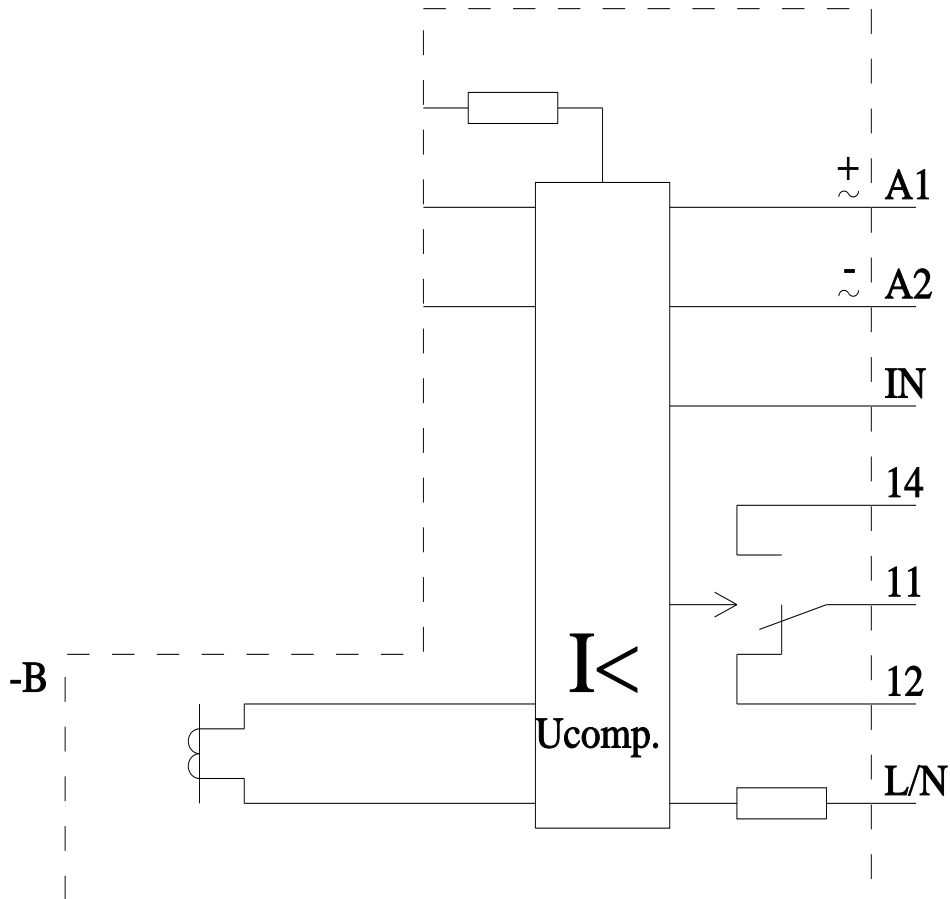 +
~ A1
-
~ A2
IN
14
11
-B
I<
12
Ucomp.
L/N